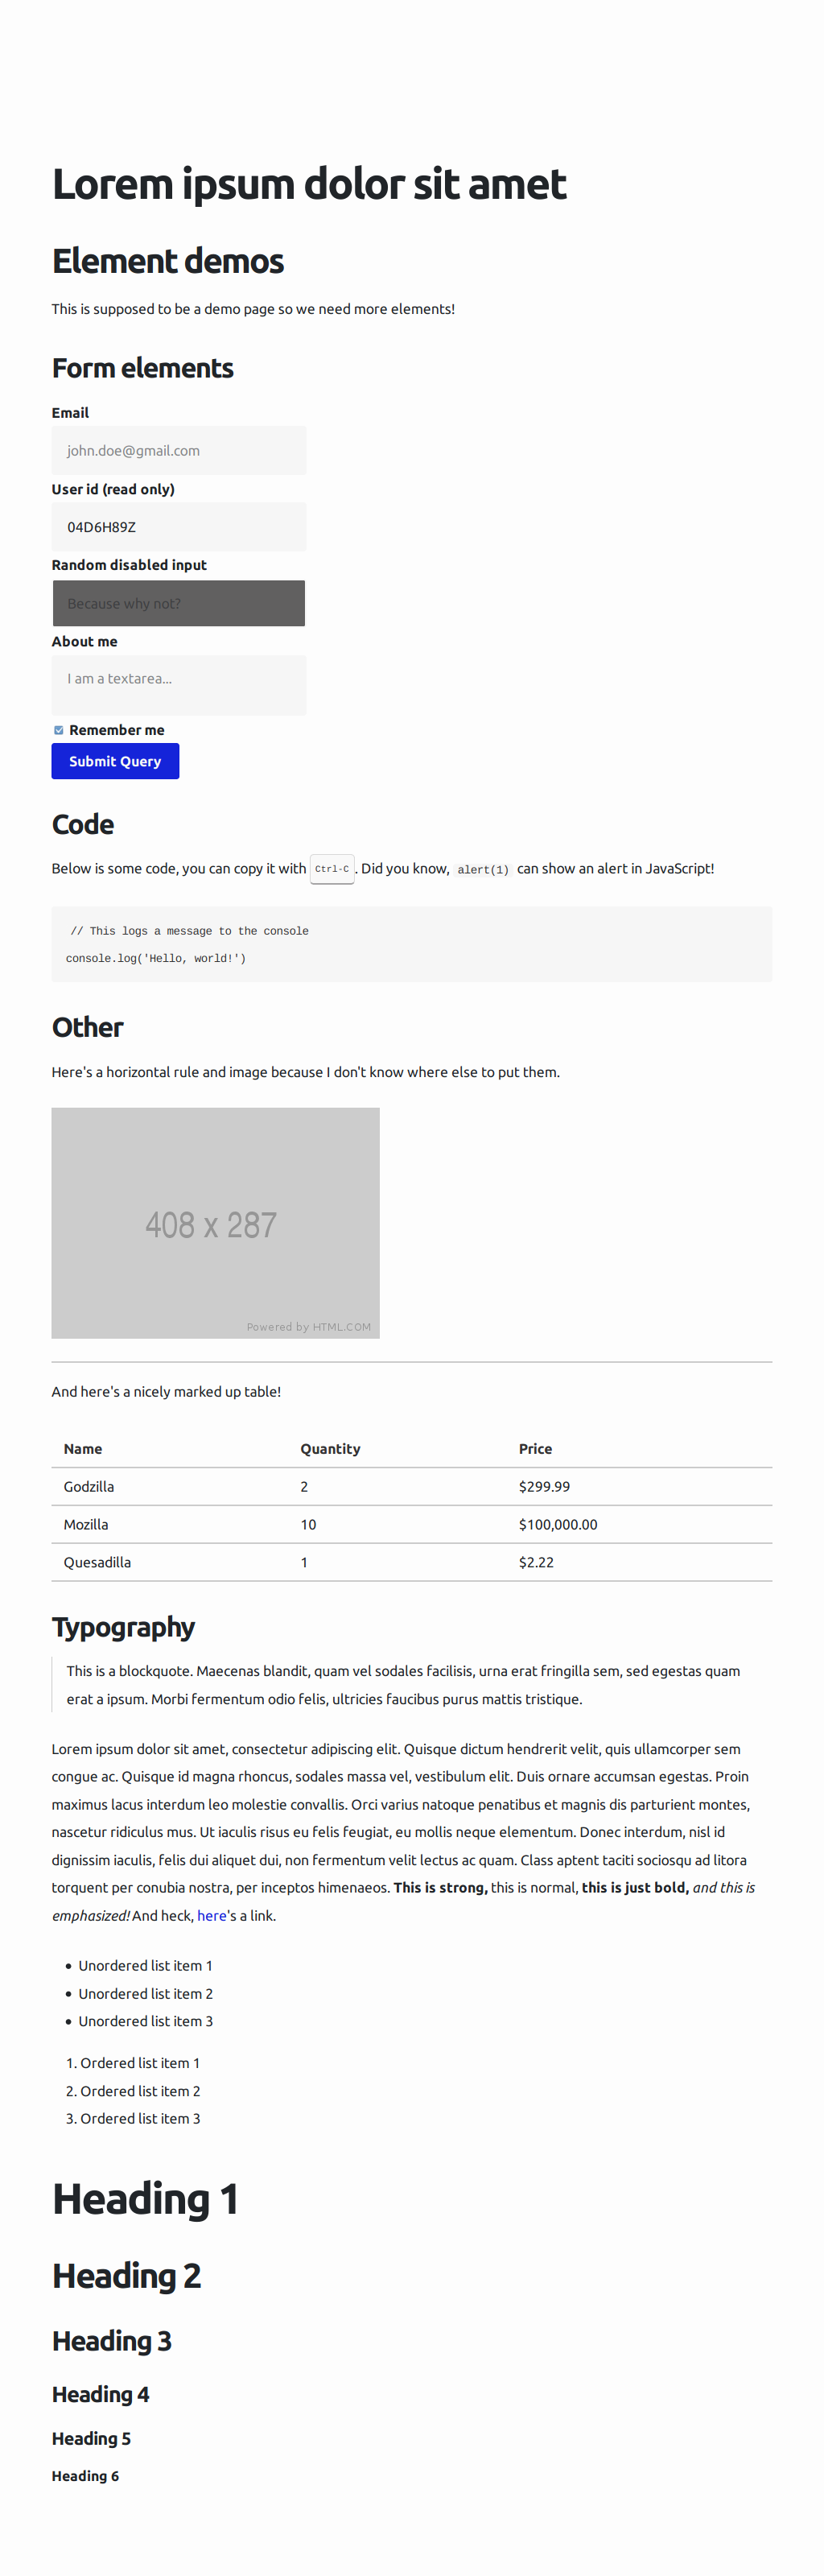 Lorem ipsum dolor sit amet
Element demos
This is supposed to be a demo page so we need more elements!
Form elements
Email
john.doe@gmail.com
User id (read only)
04D6H89Z
Random disabled input
Because why not?
About me
I am a textarea...
Remember me
Submit Query
Code
Below is some code, you can copy it with Ctrl-C. Did you know, alert(1) can show an alert in JavaScript!
// This logs a message to the console
console.log('Hello, world!')
Other
Here's a horizontal rule and image because I don't know where else to put them.
408 x 287
Powered by HTML.COM
And here's a nicely marked up table!
Name Quantity Price
Godzilla 2 $299.99
Mozilla 10 $100,000.00
Quesadilla 1 $2.22
Typography
This is a blockquote. Maecenas blandit, quam vel sodales facilisis, urna erat fringilla sem, sed egestas quam
erat a ipsum. Morbi fermentum odio felis, ultricies faucibus purus mattis tristique.
Lorem ipsum dolor sit amet, consectetur adipiscing elit. Quisque dictum hendrerit velit, quis ullamcorper sem
congue ac. Quisque id magna rhoncus, sodales massa vel, vestibulum elit. Duis ornare accumsan egestas. Proin
maximus lacus interdum leo molestie convallis. Orci varius natoque penatibus et magnis dis parturient montes,
nascetur ridiculus mus. Ut iaculis risus eu felis feugiat, eu mollis neque elementum. Donec interdum, nisl id
dignissim iaculis, felis dui aliquet dui, non fermentum velit lectus ac quam. Class aptent taciti sociosqu ad litora
torquent per conubia nostra, per inceptos himenaeos. This is strong, this is normal, this is just bold, and this is
emphasized! And heck, here's a link.
• Unordered list item 1
• Unordered list item 2
• Unordered list item 3
1. Ordered list item 1
2. Ordered list item 2
3. Ordered list item 3
Heading 1
Heading 2
Heading 3
Heading 4
Heading 5
Heading 6